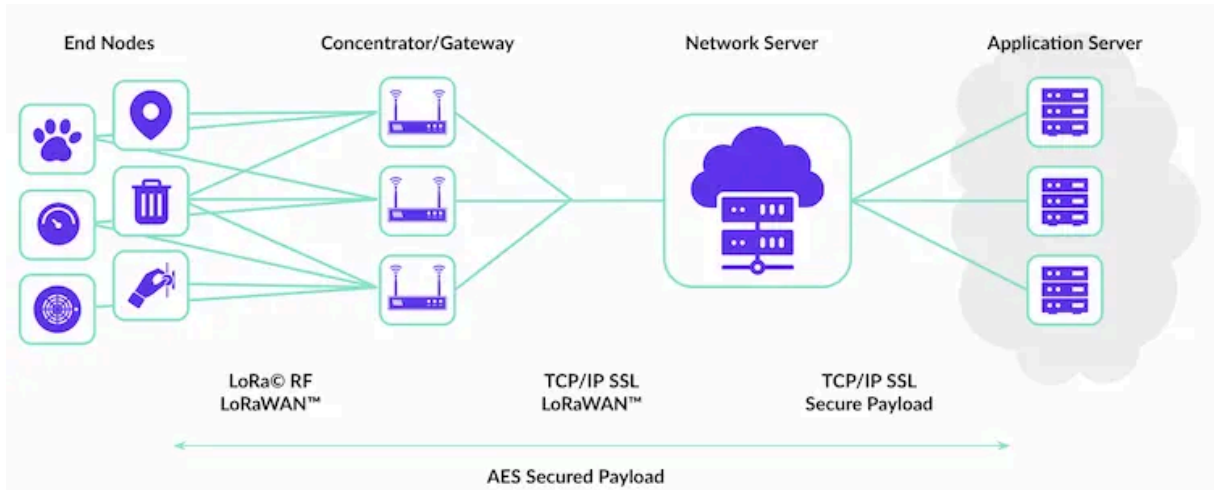 End Nodes
Concentrator/Gateway
Network Server
Application Server
LoRa© RF
LoRaWAN™
TCP/IP SSL
LoRaWAN™
TCP/IP SSL
Secure Payload
AES Secured Payload